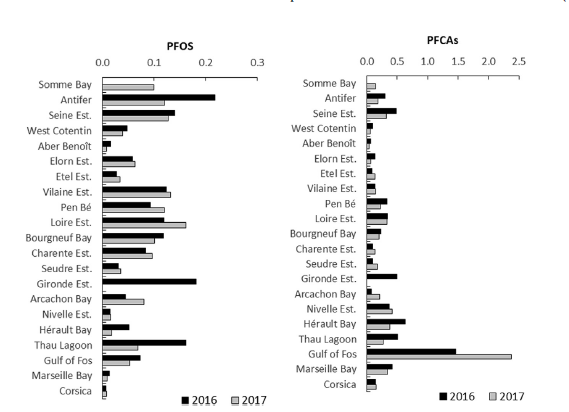 PFOS
0.0 0.1 0.2 0.3
Somme Bay
Antifer
Seine Est.
West Cotentin
Aber Benoît
Elorn Est.
Etel Est.
Vilaine Est.
Pen Bé
Loire Est.
Bourgneuf Bay
Charente Est.
Seudre Est.
Gironde Est.
Arcachon Bay
Nivelle Est.
Hérault Bay
Thau Lagoon
Gulf of Fos
Marseille Bay
Corsica
2016 2017
PFCAs
0.0 0.5 1.0 1.5 2.0 2.5
Somme Bay
Antifer
Seine Est.
West Cotentin
Aber Benoît
Elorn Est.
Etel Est.
Vilaine Est.
Pen Bé
Loire Est.
Bourgneuf Bay
Charente Est.
Seudre Est.
Gironde Est.
Arcachon Bay
Nivelle Est.
Hérault Bay
Thau Lagoon
Gulf of Fos
Marseille Bay
Corsica
2016 2017